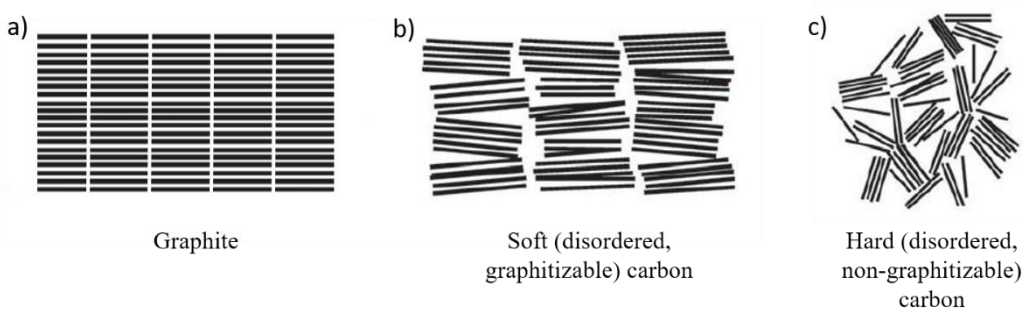 a)
b)
c)
Graphite
Soft (disordered,
graphitizable) carbon
Hard (disordered,
non-graphitizable)
carbon